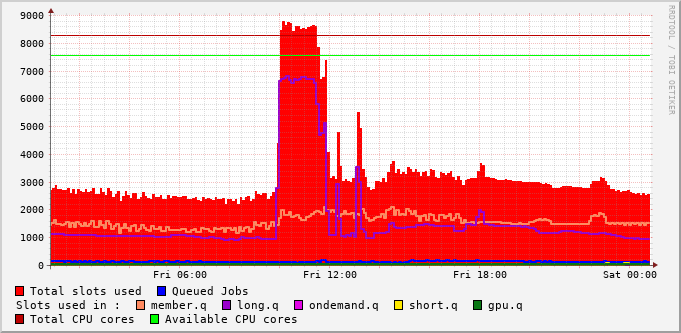 9000
8000
7000
6000
5000
4000
3000
2000
1000
0
Fri 06:00 Fri 12:00 Fri 18:00 Sat 00:00
RRDTOOL / TOBI OETIKER
Total slots used Queued Jobs
Slots used in : member.q long.q ondemand.q short.q gpu.q
Total CPU cores Available CPU cores